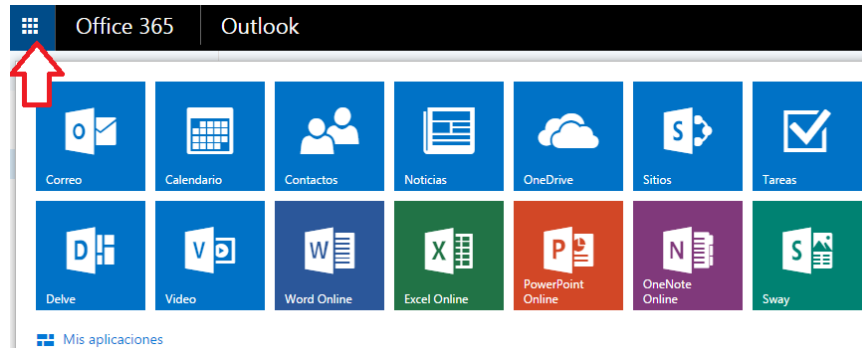 Office 365 Outlook
Correo Calendario Contactos Noticias OneDrive Sitios Tareas
Delve Video Word Online Excel Online PowerPoint Online OneNote Online Sway
Mis aplicaciones